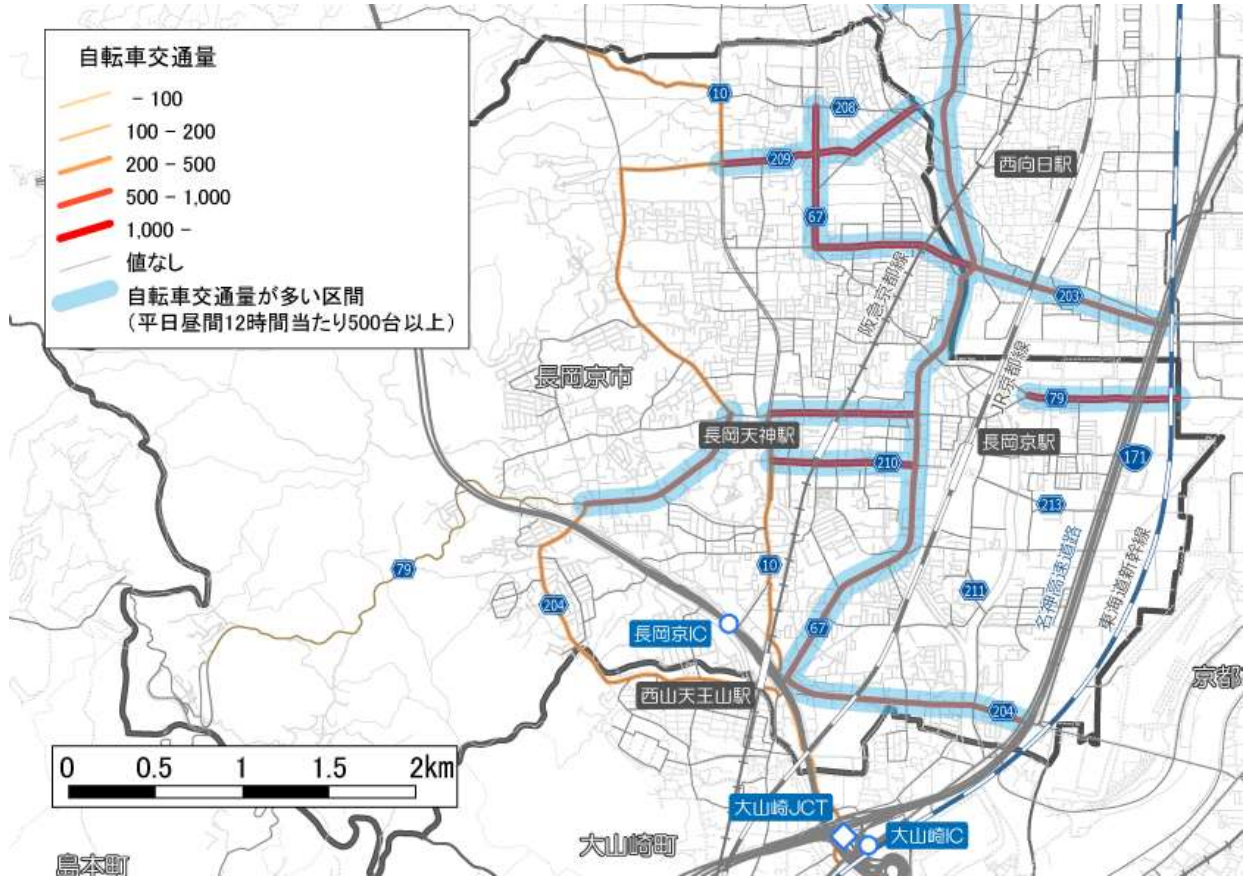 自転車交通量
- 100
100 - 200
200 - 500
500 - 1,000
1,000 -
値なし
自転車交通量が多い区間
(平日昼間12時間当たり500台以上)
10
208
209
西向日駅
67
阪急京都線
203
JR京都線
長岡京市
79
長岡天神駅
長岡京駅
210
171
213
79
10
名神高速道路
東海道新幹線
204
211
長岡京IC
67
西山天王山駅
204
京都
0 0.5 1 1.5 2km
大山崎JCT
大山崎町
大山崎IC
島本町